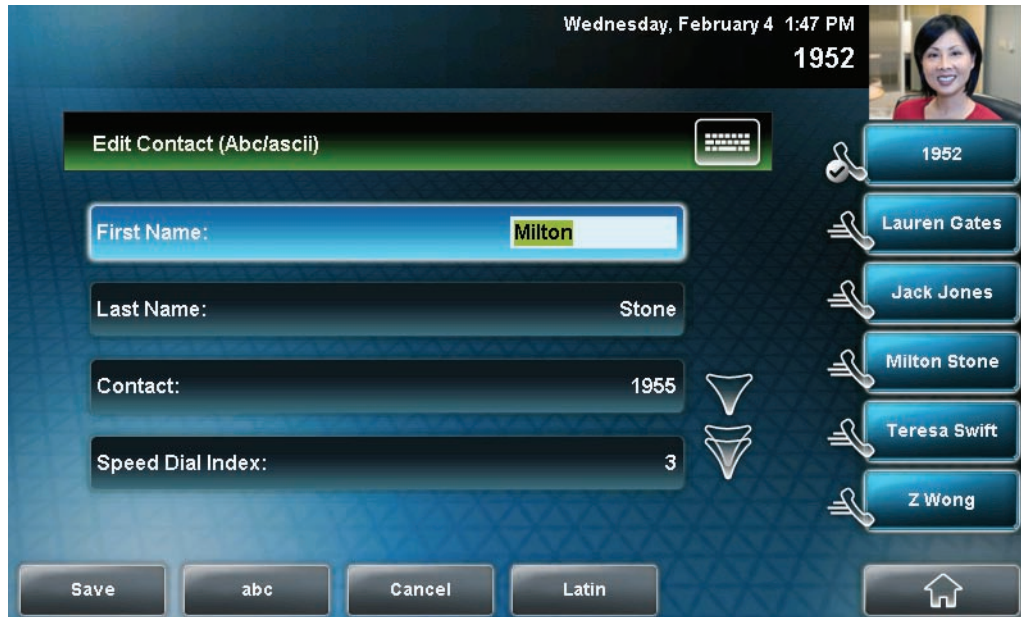 Wednesday, February 4 1:47 PM
1952
Edit Contact (Abc/ascii)
First Name: Milton
Last Name: Stone
Contact: 1955
Speed Dial Index: 3
1952
Lauren Gates
Jack Jones
Milton Stone
Teresa Swift
Z Wong
Save abc Cancel Latin